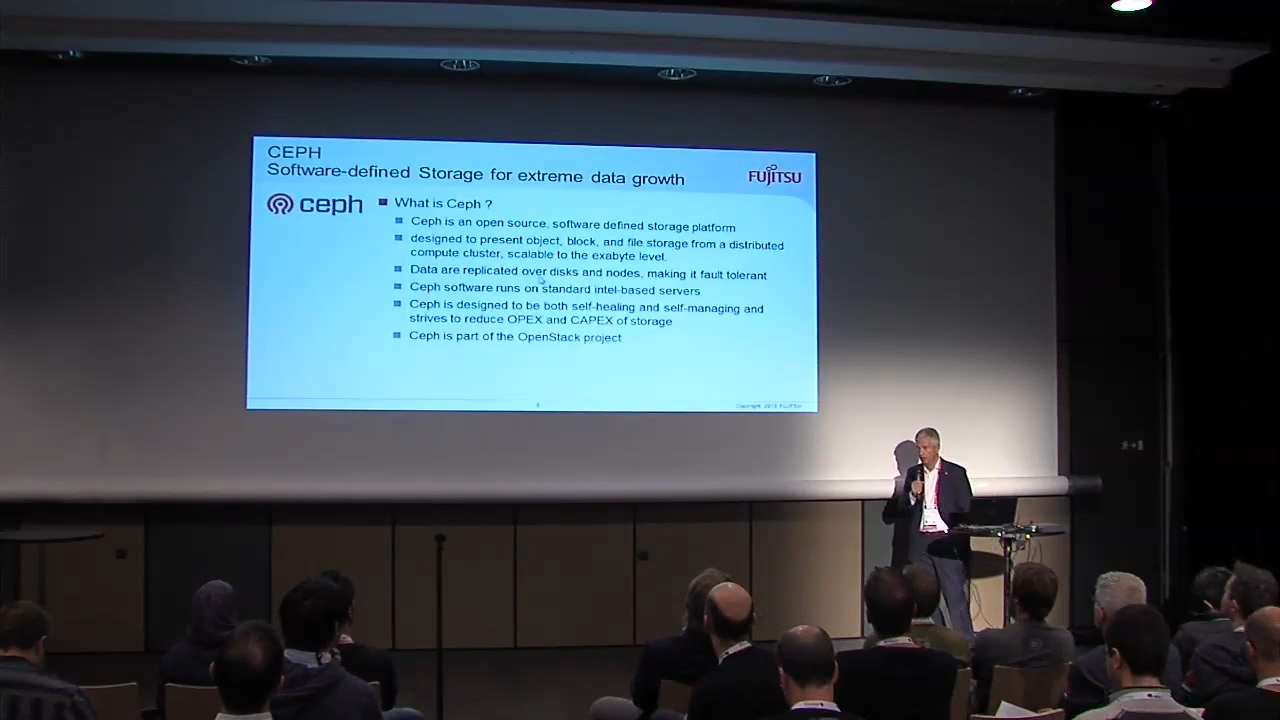 CEPH
Software-defined Storage for extreme data growth
FUJITSU
ceph
What is Ceph ?
Ceph is an open source, software defined storage platform
designed to present object, block, and file storage from a distributed
compute cluster, scalable to the exabyte level.
Data are replicated over disks and nodes, making it fault tolerant
Ceph software runs on standard intel-based servers
Ceph is designed to be both self-healing and self-managing and
strives to reduce OPEX and CAPEX of storage
Ceph is part of the OpenStack project
Copyright FUJITSU